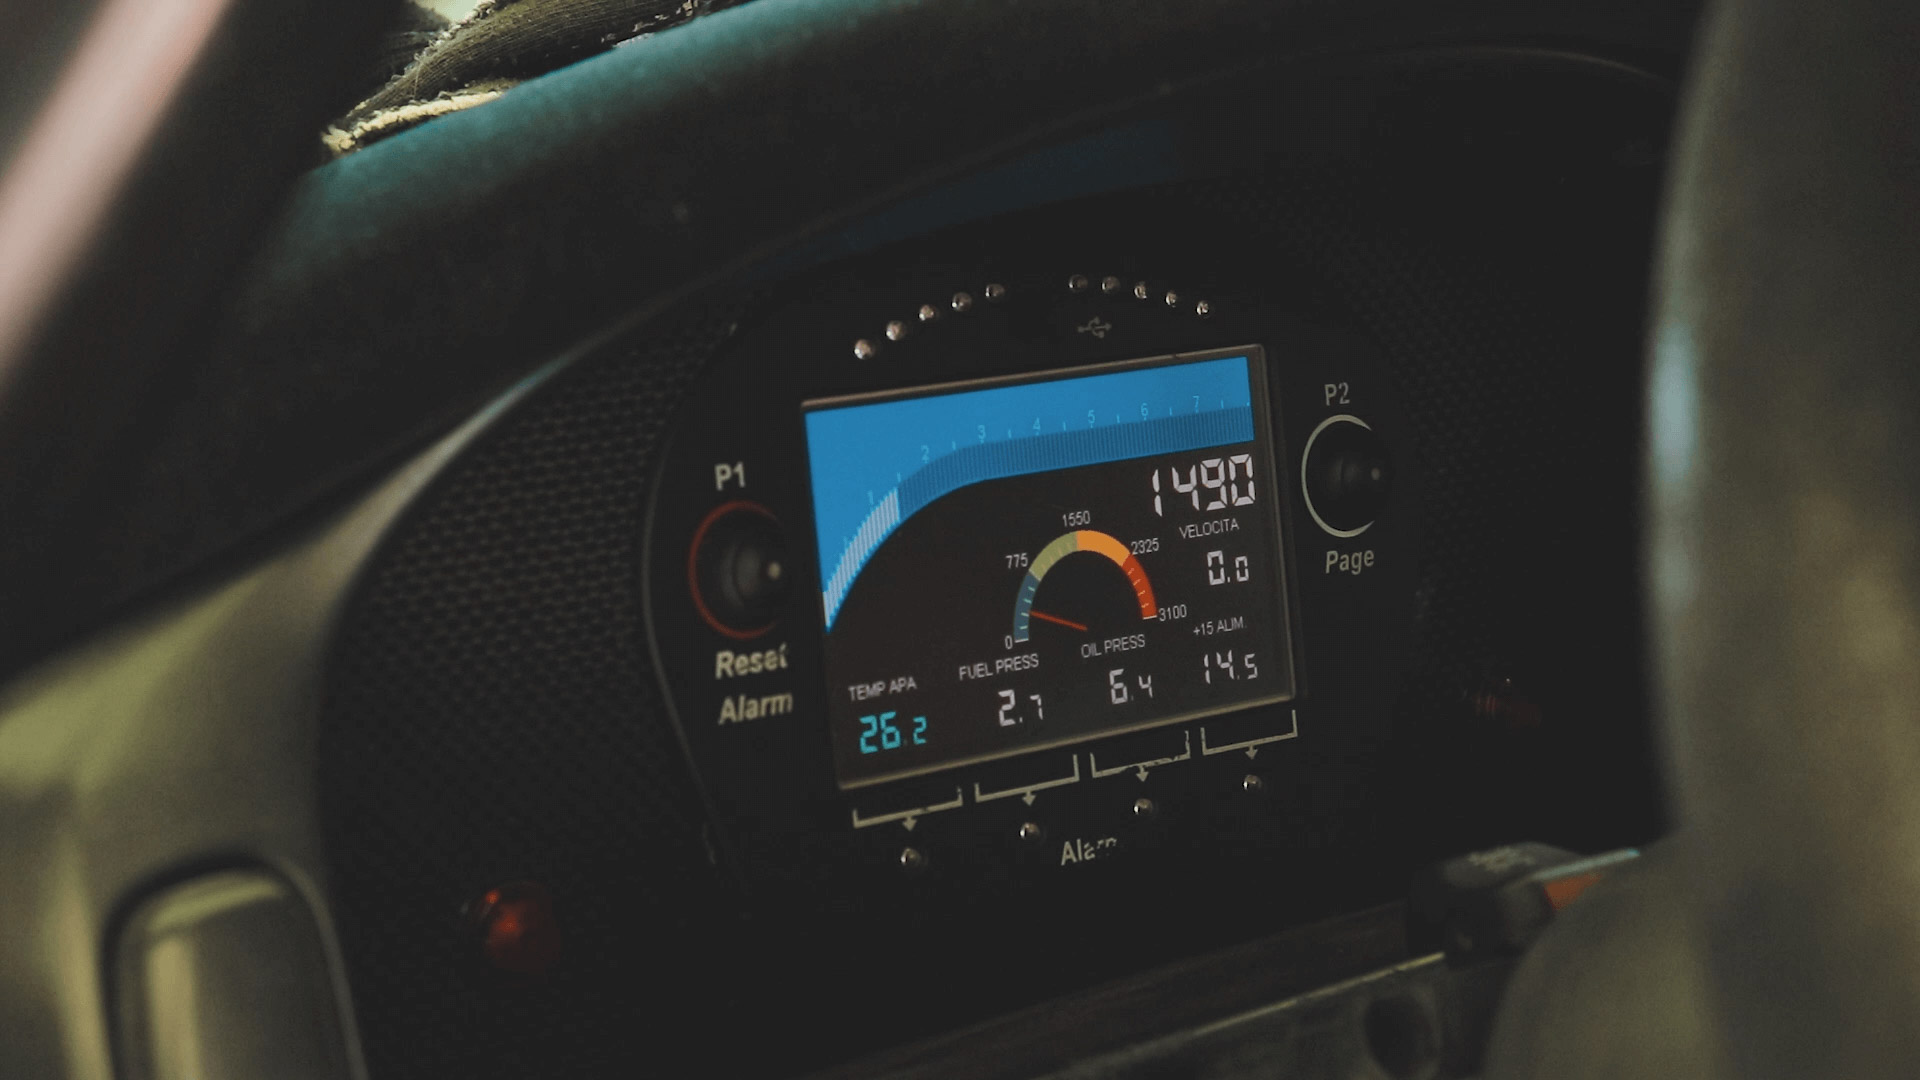 P2
1 2 3 4 5 6 7
P1
1490
1550
VELOCITA
775
2325
0.0
Page
3100
0
+15 ALIM.
OIL PRESS
FUEL PRESS
Reset
Alarm
TEMP APA
26.2
2.7
6.4
14.5
Alarm